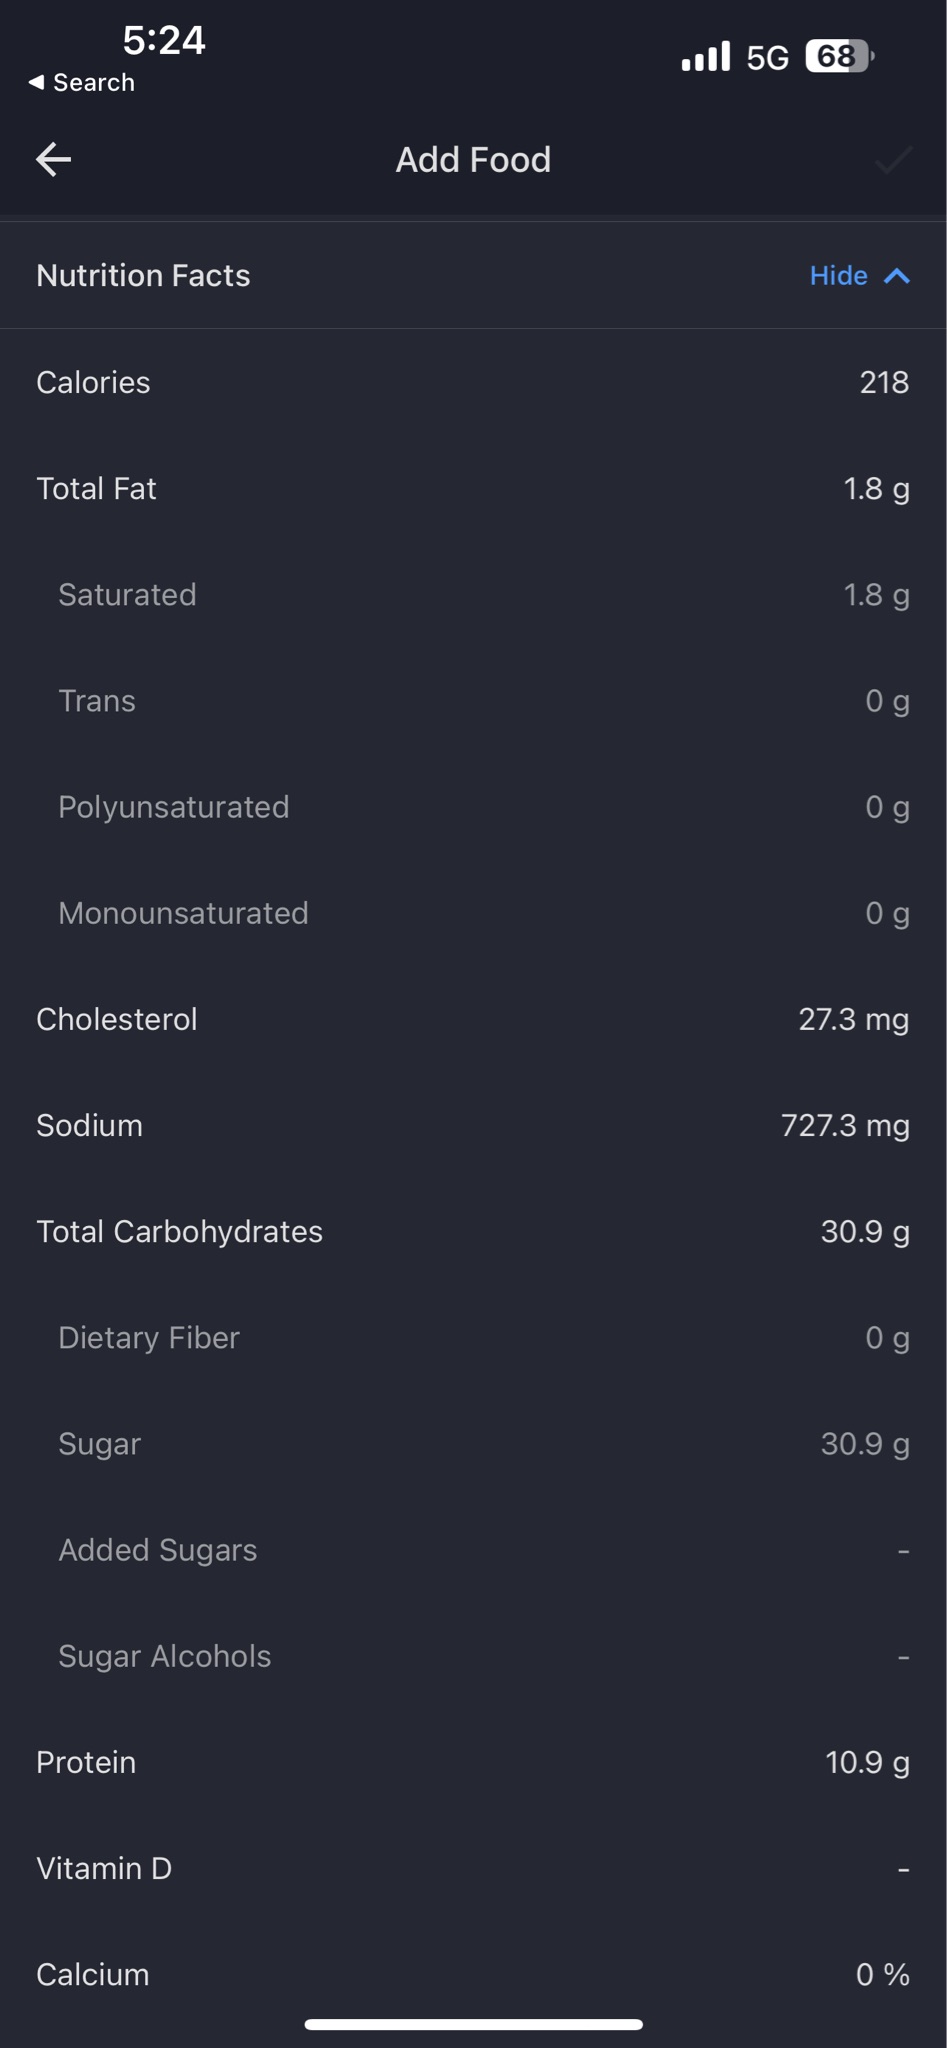 5:24
5G 68
◀ Search
Add Food
Nutrition Facts Hide
Calories 218
Total Fat 1.8 g
Saturated 1.8 g
Trans 0 g
Polyunsaturated 0 g
Monounsaturated 0 g
Cholesterol 27.3 mg
Sodium 727.3 mg
Total Carbohydrates 30.9 g
Dietary Fiber 0 g
Sugar 30.9 g
Added Sugars -
Sugar Alcohols -
Protein 10.9 g
Vitamin D -
Calcium 0 %